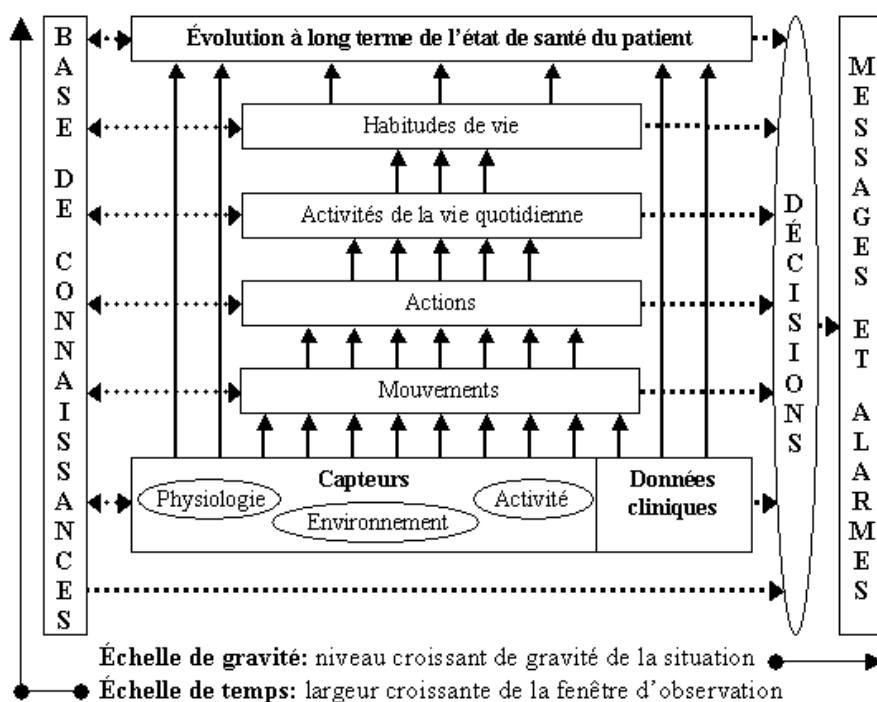 BASE DE CONNAISSANCES
Évolution à long terme de l'état de santé du patient
Habitudes de vie
Activités de la vie quotidienne
Actions
Mouvements
Capteurs
Physiologie
Environnement
Activité
Données
cliniques
DÉCISIONS
MESSAGES ET ALARMES
Échelle de gravité: niveau croissant de gravité de la situation
Échelle de temps: largeur croissante de la fenêtre d'observation